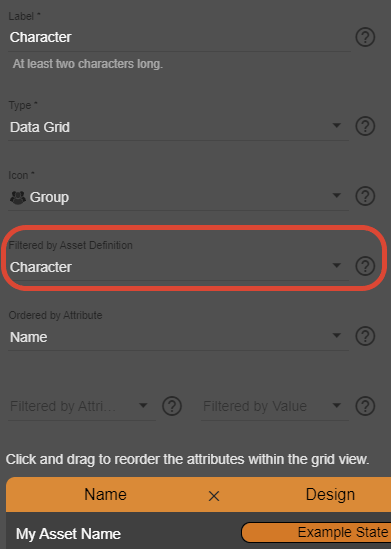 Label *
Character
At least two characters long.
Type *
Data Grid
Icon *
Group
Filtered by Asset Definition
Character
Ordered by Attribute
Name
Filtered by Attri... Filtered by Value
Click and drag to reorder the attributes within the grid view.
Name × Design
My Asset Name Example State